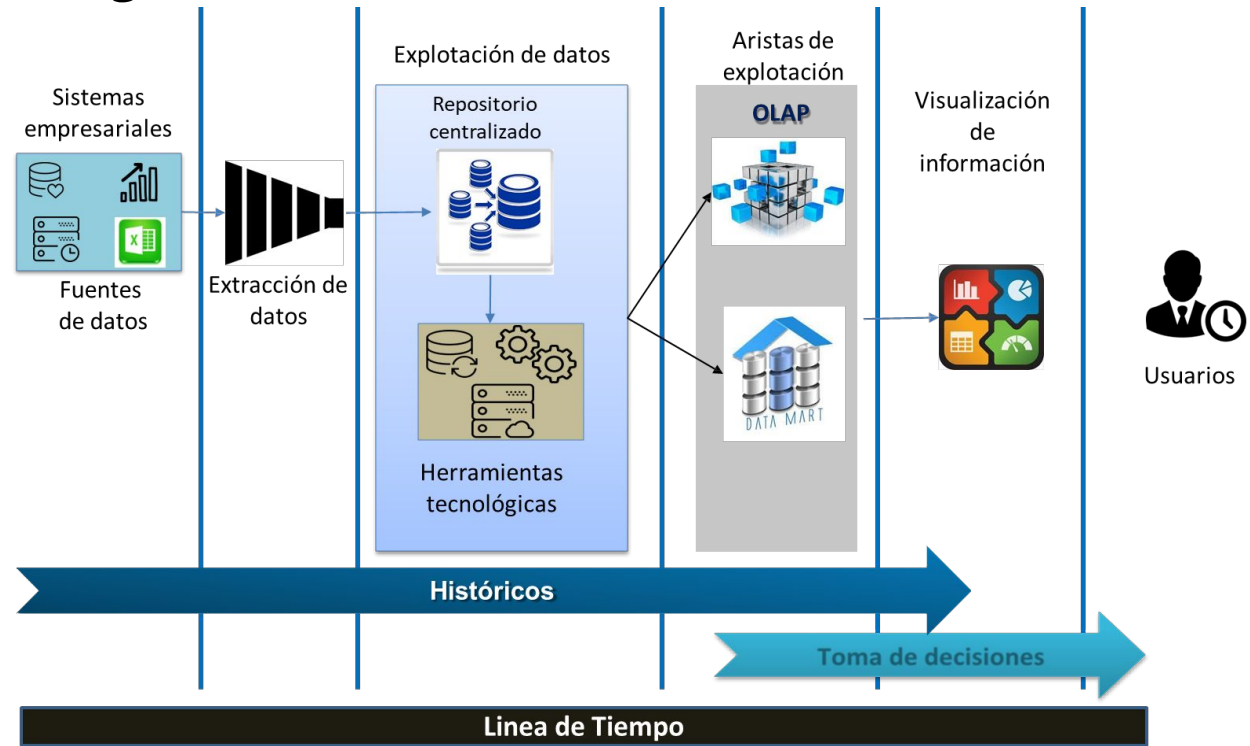 Sistemas
empresariales
Fuentes
de datos
Extracción de
datos
Explotación de datos
Repositorio
centralizado
Herramientas
tecnológicas
Aristas de
explotación
OLAP
DATA MART
Visualización
de
información
Usuarios
Históricos
Toma de decisiones
Linea de Tiempo